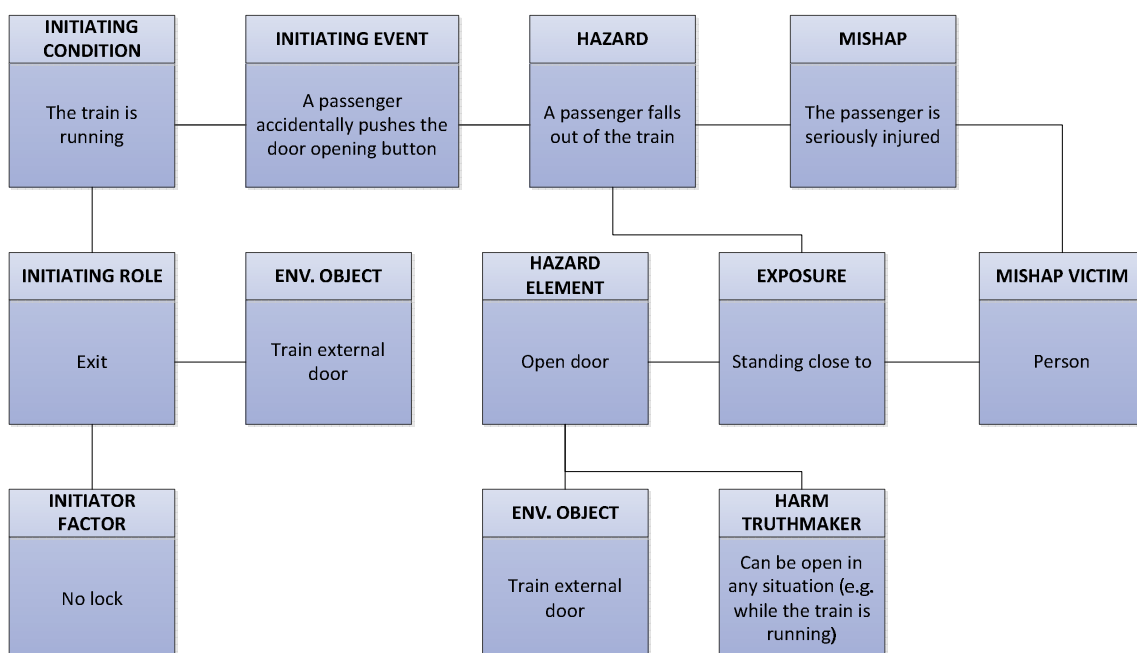 INITIATING
CONDITION
The train is
running
INITIATING EVENT
A passenger
accidentally pushes the
door opening button
HAZARD
A passenger falls
out of the train
MISHAP
The passenger is
seriously injured
INITIATING ROLE
Exit
ENV. OBJECT
Train external
door
HAZARD
ELEMENT
Open door
EXPOSURE
Standing close to
MISHAP VICTIM
Person
INITIATOR
FACTOR
No lock
ENV. OBJECT
Train external
door
HARM
TRUTHMAKER
Can be open in
any situation (e.g.
while the train is
running)